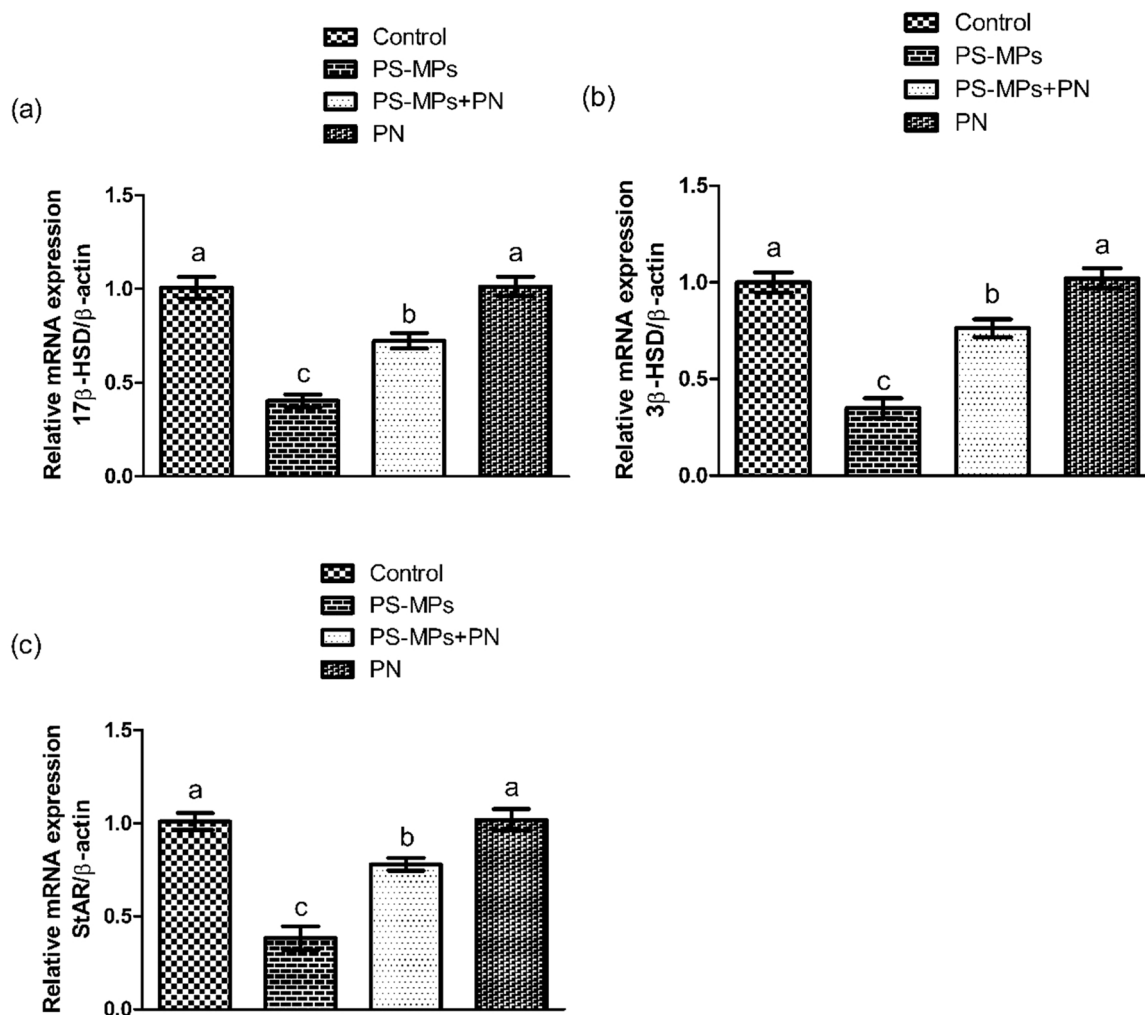 (a)
Control
PS-MPs
PS-MPs+PN
PN
Relative mRNA expression
17β-HSD/β-actin
1.5
1.0
0.5
0.0
a
c
b
a
(b)
Control
PS-MPs
PS-MPs+PN
PN
Relative mRNA expression
3β-HSD/β-actin
1.5
1.0
0.5
0.0
a
c
b
a
(c)
Control
PS-MPs
PS-MPs+PN
PN
Relative mRNA expression
StAR/β-actin
1.5
1.0
0.5
0.0
a
c
b
a